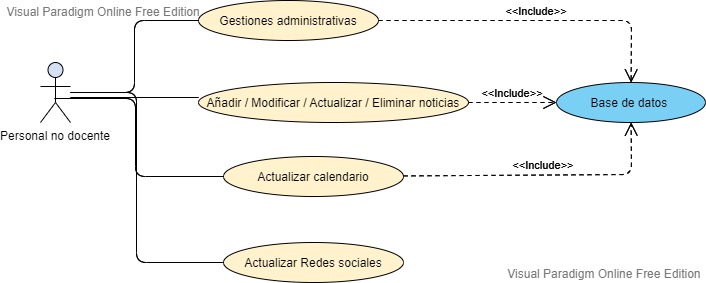 Visual Paradigm Online Free Edition
Gestiones administrativas
<<Include>>
Añadir / Modificar / Actualizar / Eliminar noticias
<<Include>>
Base de datos
Personal no docente
<<Include>>
Actualizar calendario
Actualizar Redes sociales
Visual Paradigm Online Free Edition